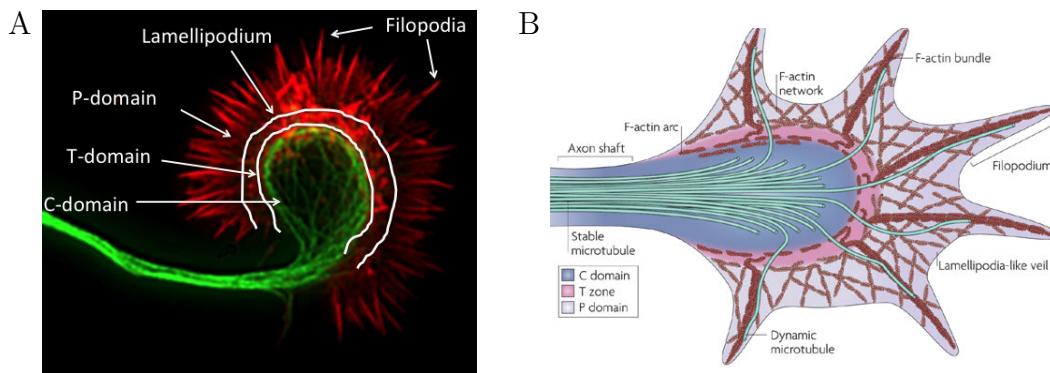 A
Filopodia
Lamellipodium
P-domain
T-domain
C-domain
B
F-actin bundle
F-actin
network
F-actin arc
Axon shaft
Filopodium
Stable
microtubule
Lamellipodia-like veil
C domain
T zone
P domain
Dynamic
microtubule